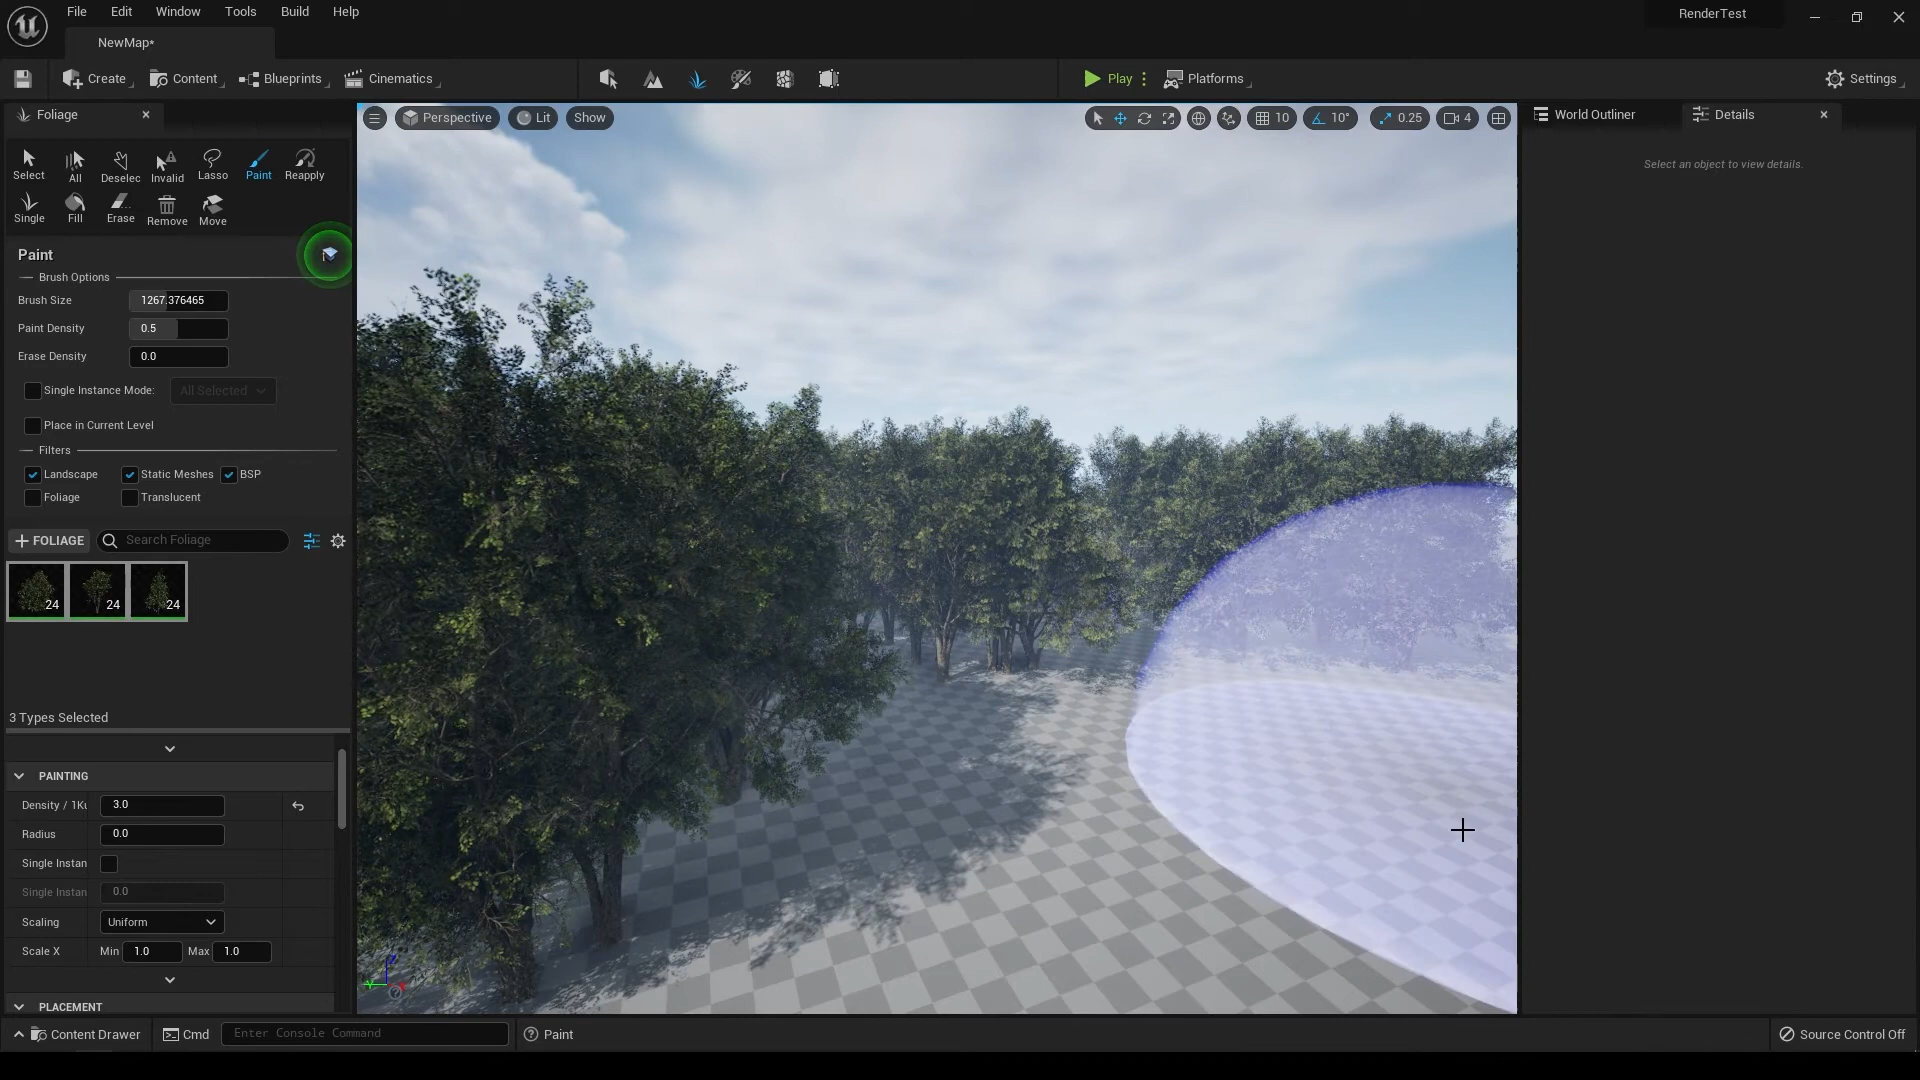 File Edit Window Tools Build Help RenderTest
NewMap*
Create Content Blueprints Cinematics Play Platforms Settings
Foliage
Perspective Lit Show 10 10° 0.25 4
World Outliner Details
Select an object to view details.
Select All Deselec Invalid Lasso Paint Reapply
Single Fill Erase Remove Move
Paint
Brush Options
Brush Size 1267.376465
Paint Density 0.5
Erase Density 0.0
Single Instance Mode: All Selected
Place in Current Level
Filters
Landscape Static Meshes BSP
Foliage Translucent
FOLIAGE Search Foliage
24 24 24
3 Types Selected
PAINTING
Density / 1Ku 3.0
Radius 0.0
Single Instan
Single Instan 0.0
Scaling Uniform
Scale X Min 1.0 Max 1.0
PLACEMENT
Content Drawer Cmd Enter Console Command Paint Source Control Off